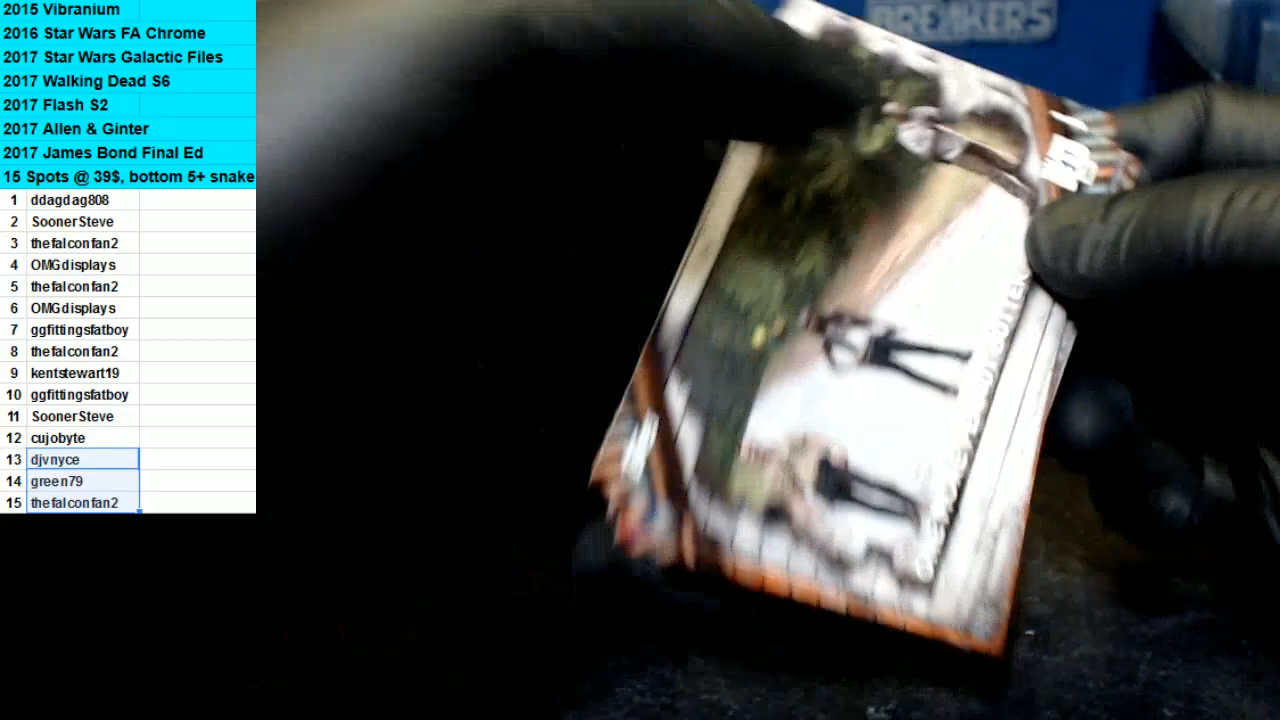 2015 Vibranium
2016 Star Wars FA Chrome
2017 Star Wars Galactic Files
2017 Walking Dead S6
2017 Flash S2
2017 Allen & Ginter
2017 James Bond Final Ed
15 Spots @ 39$, bottom 5+ snake
1 ddagdag808
2 SoonerSteve
3 thefalconfan2
4 OMGdisplays
5 thefalconfan2
6 OMGdisplays
7 ggfittingsfatboy
8 thefalconfan2
9 kentstewart19
10 ggfittingsfatboy
11 SoonerSteve
12 cujobyte
13 djvnyce
14 green79
15 thefalconfan2
BREAKERS